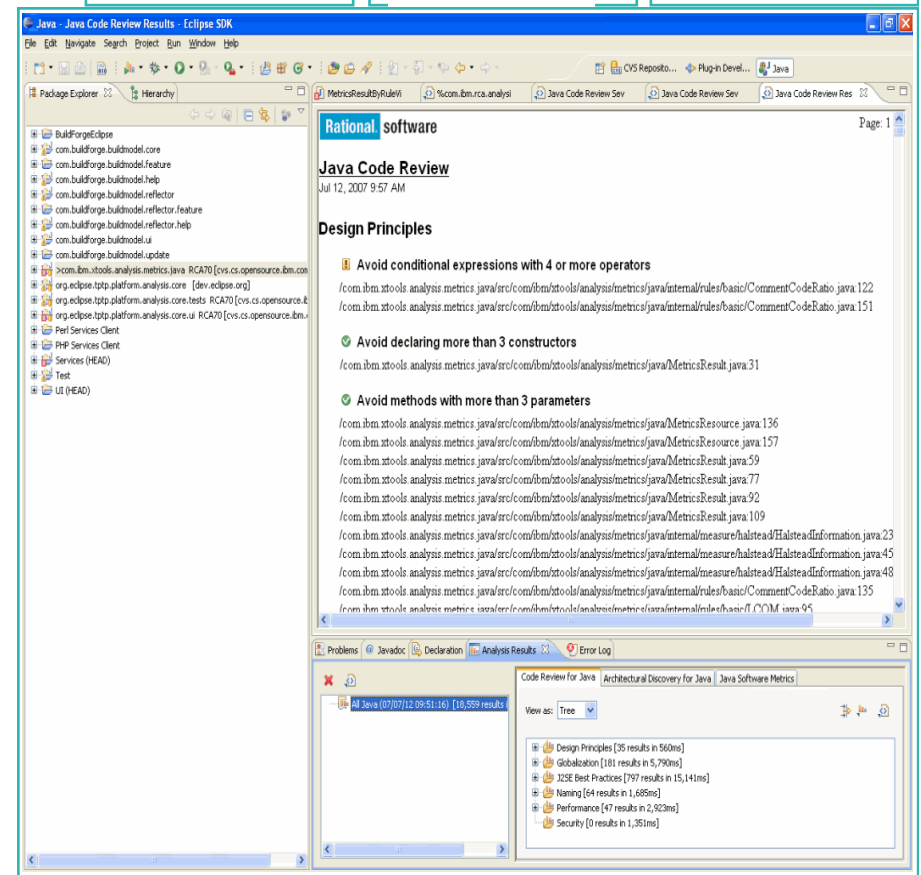 Java - Java Code Review Results - Eclipse SDK
File Edit Navigate Search Project Run Window Help
CVS Reposito... Plug-in Devel... Java
Package Explorer Hierarchy
MetricsResultByRuleVi %com.ibm.rca.analysi Java Code Review Sev Java Code Review Sev Java Code Review Res
BuildForgeEclipse
com.buildforge.buildmodel.core
com.buildforge.buildmodel.feature
com.buildforge.buildmodel.help
com.buildforge.buildmodel.reflector
com.buildforge.buildmodel.reflector.feature
com.buildforge.buildmodel.reflector.help
com.buildforge.buildmodel.ui
com.buildforge.buildmodel.update
>com.ibm.xtools.analysis.metrics.java RCA70 [cvs.cs.opensource.ibm.com
org.eclipse.tptp.platform.analysis.core [dev.eclipse.org]
org.eclipse.tptp.platform.analysis.core.tests RCA70 [cvs.cs.opensource.ib
org.eclipse.tptp.platform.analysis.core.ui RCA70 [cvs.cs.opensource.ibm.
Perl Services Client
PHP Services Client
Services (HEAD)
Test
UI (HEAD)
Rational. software
Page: 1
Java Code Review
Jul 12, 2007 9:57 AM
Design Principles
Avoid conditional expressions with 4 or more operators
/com.ibm.xtools.analysis.metrics.java/src/com/ibm/xtools/analysis/metrics/java/internal/rules/basic/CommentCodeRatio.java:122
/com.ibm.xtools.analysis.metrics.java/src/com/ibm/xtools/analysis/metrics/java/internal/rules/basic/CommentCodeRatio.java:151
Avoid declaring more than 3 constructors
/com.ibm.xtools.analysis.metrics.java/src/com/ibm/xtools/analysis/metrics/java/MetricsResult.java:31
Avoid methods with more than 3 parameters
/com.ibm.xtools.analysis.metrics.java/src/com/ibm/xtools/analysis/metrics/java/MetricsResource.java:136
/com.ibm.xtools.analysis.metrics.java/src/com/ibm/xtools/analysis/metrics/java/MetricsResource.java:157
/com.ibm.xtools.analysis.metrics.java/src/com/ibm/xtools/analysis/metrics/java/MetricsResult.java:59
/com.ibm.xtools.analysis.metrics.java/src/com/ibm/xtools/analysis/metrics/java/MetricsResult.java:77
/com.ibm.xtools.analysis.metrics.java/src/com/ibm/xtools/analysis/metrics/java/MetricsResult.java:92
/com.ibm.xtools.analysis.metrics.java/src/com/ibm/xtools/analysis/metrics/java/MetricsResult.java:109
/com.ibm.xtools.analysis.metrics.java/src/com/ibm/xtools/analysis/metrics/java/internal/measure/halstead/HalsteadInformation.java:23
/com.ibm.xtools.analysis.metrics.java/src/com/ibm/xtools/analysis/metrics/java/internal/measure/halstead/HalsteadInformation.java:45
/com.ibm.xtools.analysis.metrics.java/src/com/ibm/xtools/analysis/metrics/java/internal/measure/halstead/HalsteadInformation.java:48
/com.ibm.xtools.analysis.metrics.java/src/com/ibm/xtools/analysis/metrics/java/internal/rules/basic/CommentCodeRatio.java:135
/com.ibm.xtools.analysis.metrics.java/src/com/ibm/xtools/analysis/metrics/java/internal/rules/basic/LCOM.java:95
Problems Javadoc Declaration Analysis Results Error Log
All Java (07/07/12 09:51:16) [18,559 results i
Code Review for Java Architectural Discovery for Java Java Software Metrics
View as: Tree
Design Principles [35 results in 560ms]
Globalization [181 results in 5,790ms]
J2SE Best Practices [797 results in 15,141ms]
Naming [64 results in 1,685ms]
Performance [47 results in 2,923ms]
Security [0 results in 1,351ms]